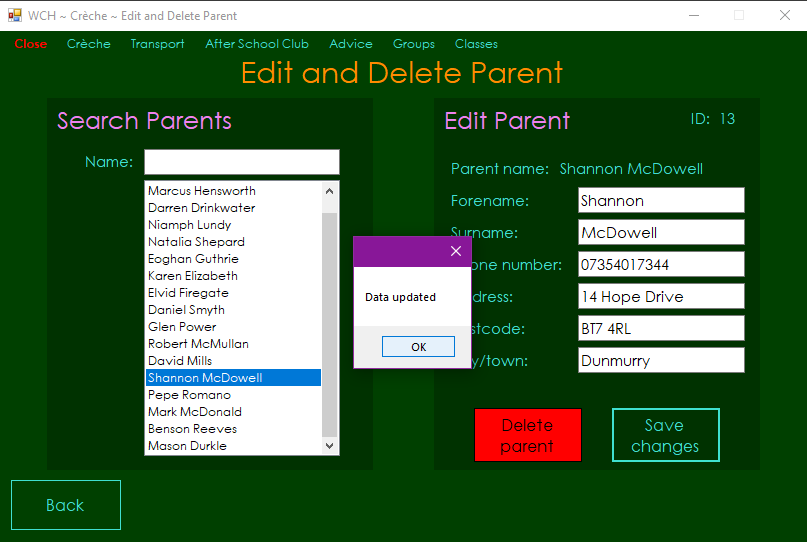 WCH ~ Crèche ~ Edit and Delete Parent
Close Crèche Transport After School Club Advice Groups Classes
Edit and Delete Parent
Search Parents
Name:
Marcus Hensworth
Darren Drinkwater
Niamph Lundy
Natalia Shepard
Eoghan Guthrie
Karen Elizabeth
Elvid Firegate
Daniel Smyth
Glen Power
Robert McMullan
David Mills
Shannon McDowell
Pepe Romano
Mark McDonald
Benson Reeves
Mason Durkle
Edit Parent
ID: 13
Parent name: Shannon McDowell
Forename: Shannon
Surname: McDowell
one number: 07354017344
dress: 14 Hope Drive
stcode: BT7 4RL
y/town: Dunmurry
Data updated
OK
Delete
parent
Save
changes
Back